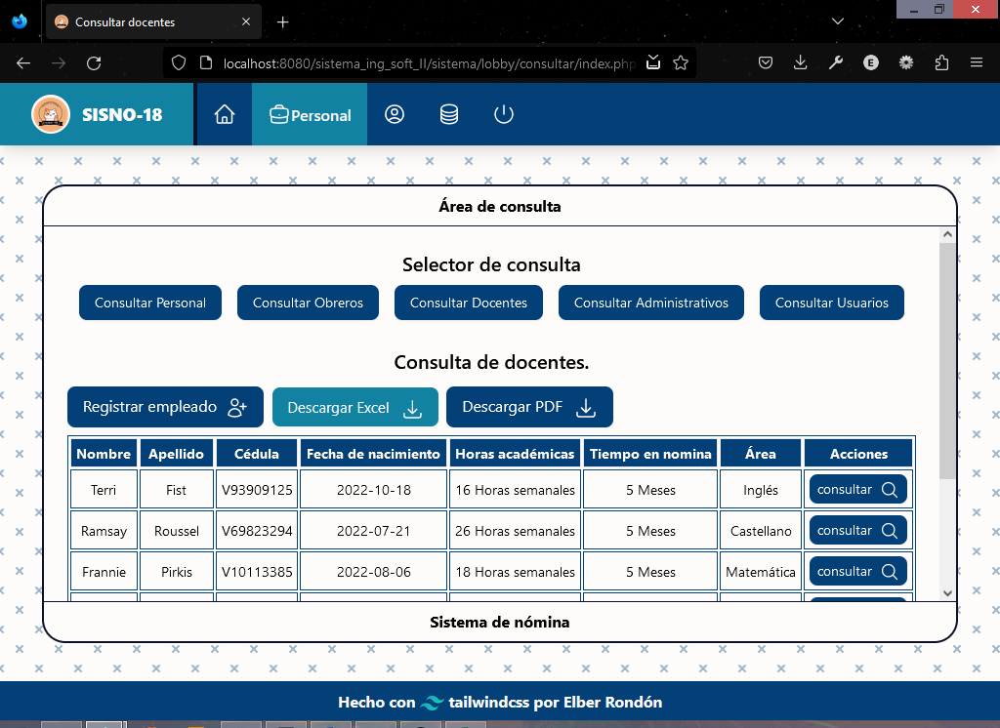 Consultar docentes
localhost:8080/sistema_ing_soft_II/sistema/lobby/consultar/index.php
E
SISNO-18
Personal
Área de consulta
Selector de consulta
Consultar Personal Consultar Obreros Consultar Docentes Consultar Administrativos Consultar Usuarios
Consulta de docentes.
Registrar empleado Descargar Excel Descargar PDF
Nombre Apellido Cédula Fecha de nacimiento Horas académicas Tiempo en nomina Área Acciones
Terri Fist V93909125 2022-10-18 16 Horas semanales 5 Meses Inglés consultar
Ramsay Roussel V69823294 2022-07-21 26 Horas semanales 5 Meses Castellano consultar
Frannie Pirkis V10113385 2022-08-06 18 Horas semanales 5 Meses Matemática consultar
Sistema de nómina
Hecho con tailwindcss por Elber Rondón